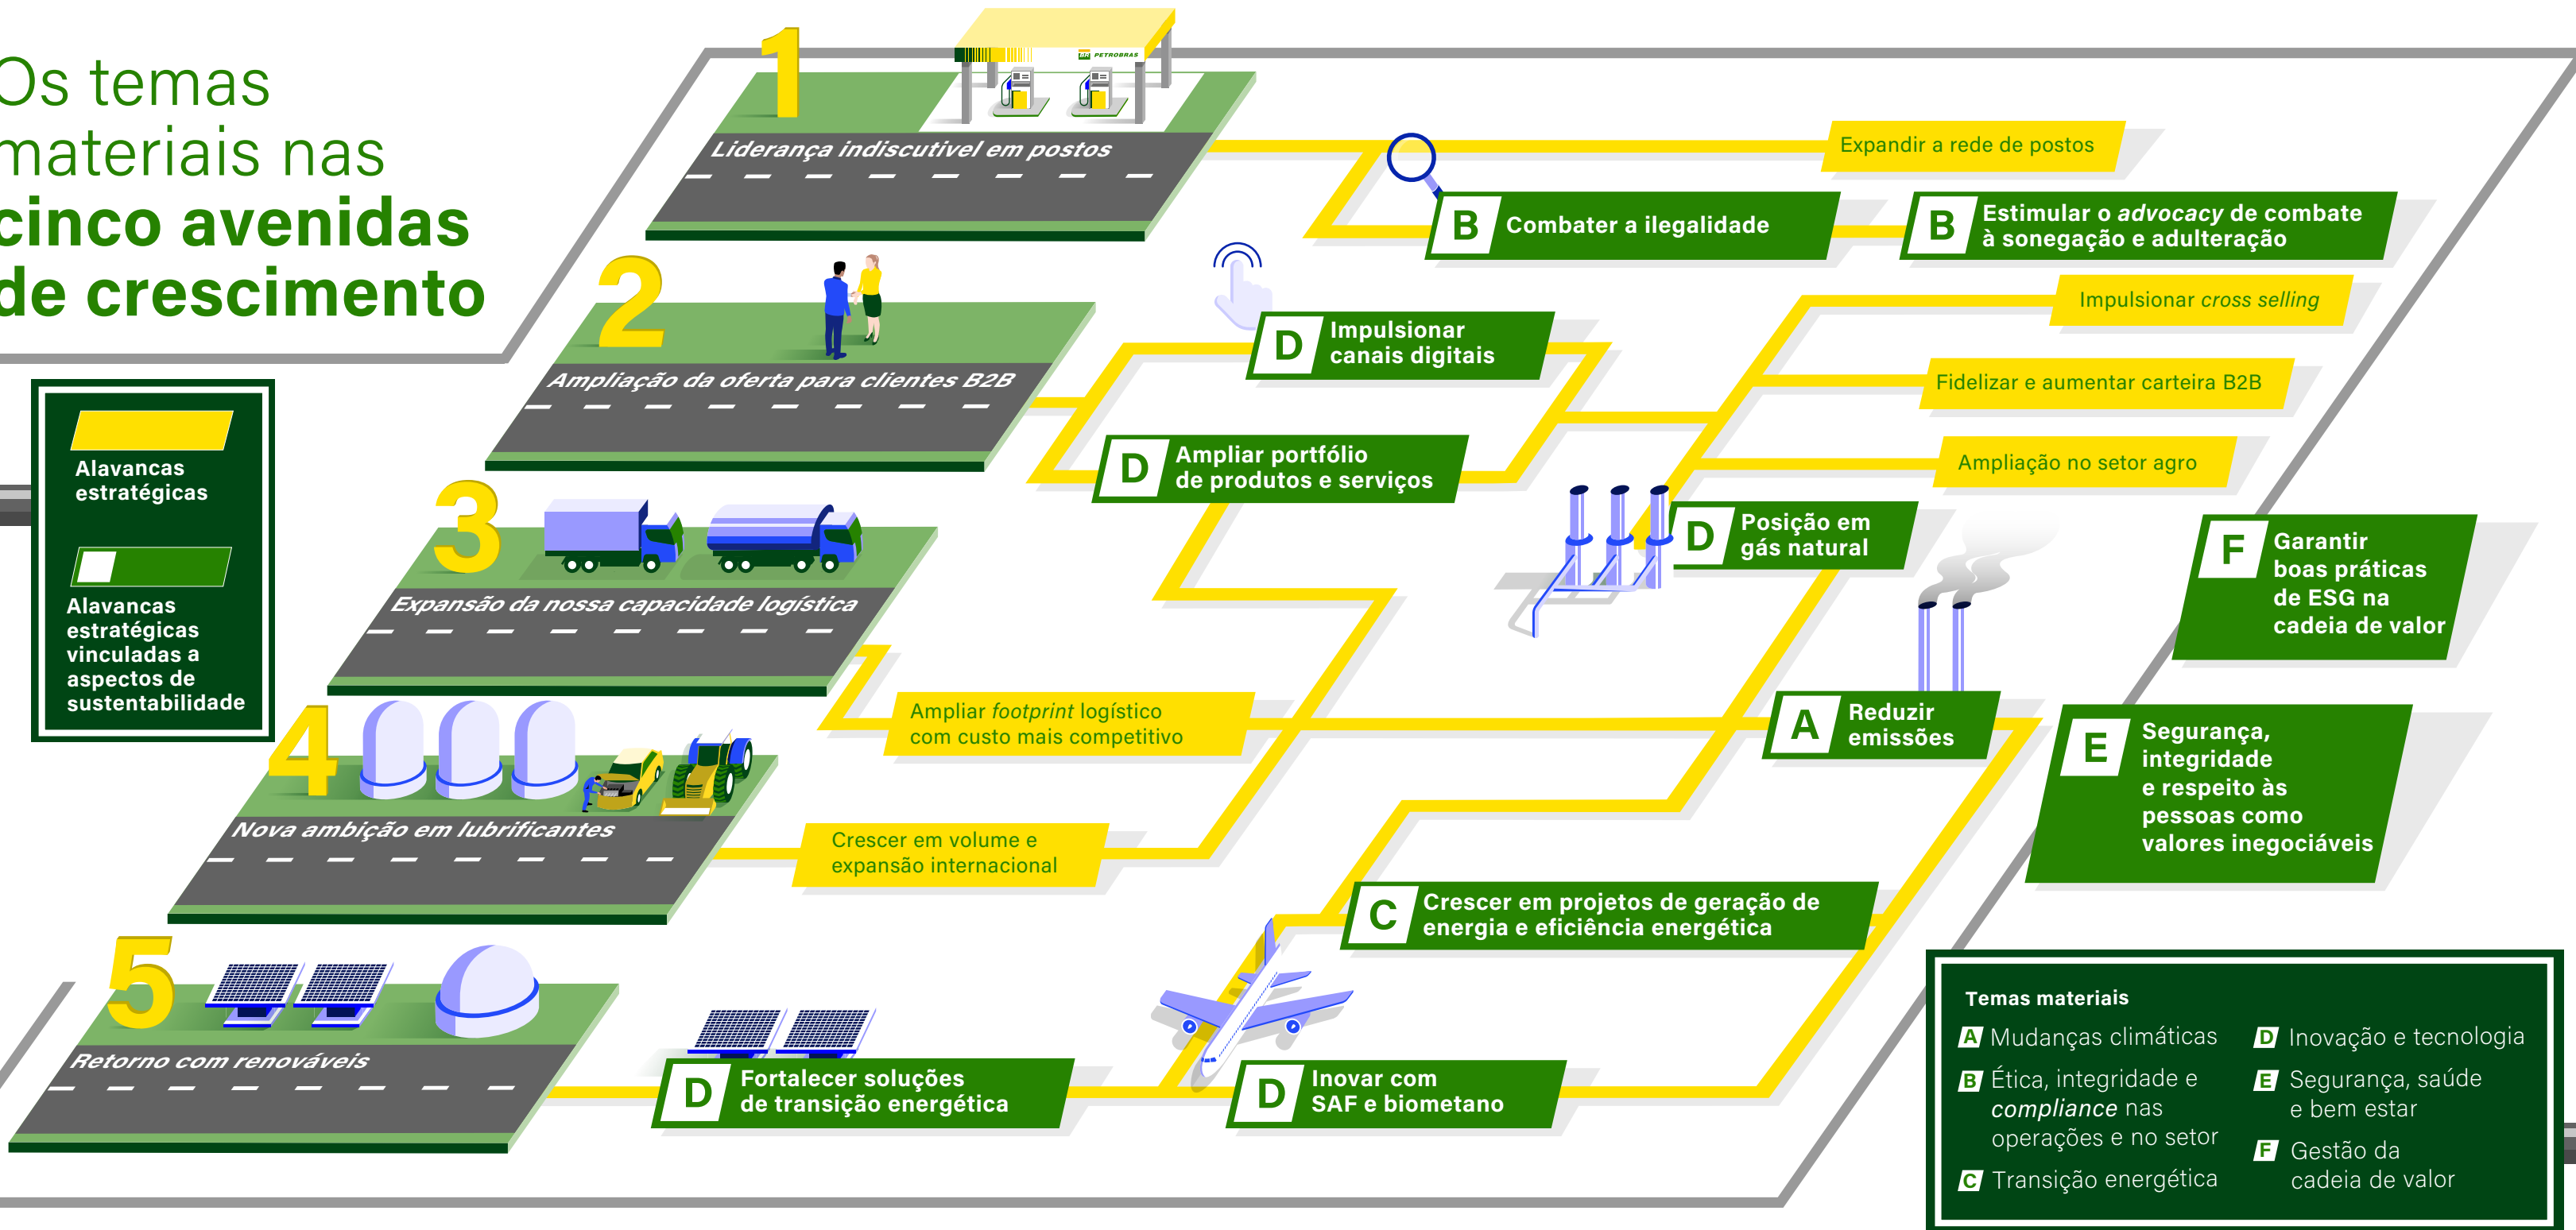 Os temas
materiais nas
cinco avenidas
de crescimento
Alavancas
estratégicas
Alavancas
estratégicas
vinculadas a
aspectos de
sustentabilidade
1
BR PETROBRAS
Liderança indiscutivel em postos
Expandir a rede de postos
B Combater a ilegalidade
B Estimular o advocacy de combate
à sonegação e adulteração
2
Ampliação da oferta para clientes B2B
D Impulsionar
canais digitais
D Ampliar portfólio
de produtos e serviços
Impulsionar cross selling
Fidelizar e aumentar carteira B2B
Ampliação no setor agro
D Posição em
gás natural
3
Expansão da nossa capacidade logística
Ampliar footprint logístico
com custo mais competitivo
A Reduzir
emissões
4
Nova ambição em lubrificantes
Crescer em volume e
expansão internacional
C Crescer em projetos de geração de
energia e eficiência energética
5
Retorno com renováveis
D Fortalecer soluções
de transição energética
D Inovar com
SAF e biometano
F Garantir
boas práticas
de ESG na
cadeia de valor
E Segurança,
integridade
e respeito às
pessoas como
valores inegociáveis
Temas materiais
A Mudanças climáticas
B Ética, integridade e
compliance nas
operações e no setor
C Transição energética
D Inovação e tecnologia
E Segurança, saúde
e bem estar
F Gestão da
cadeia de valor